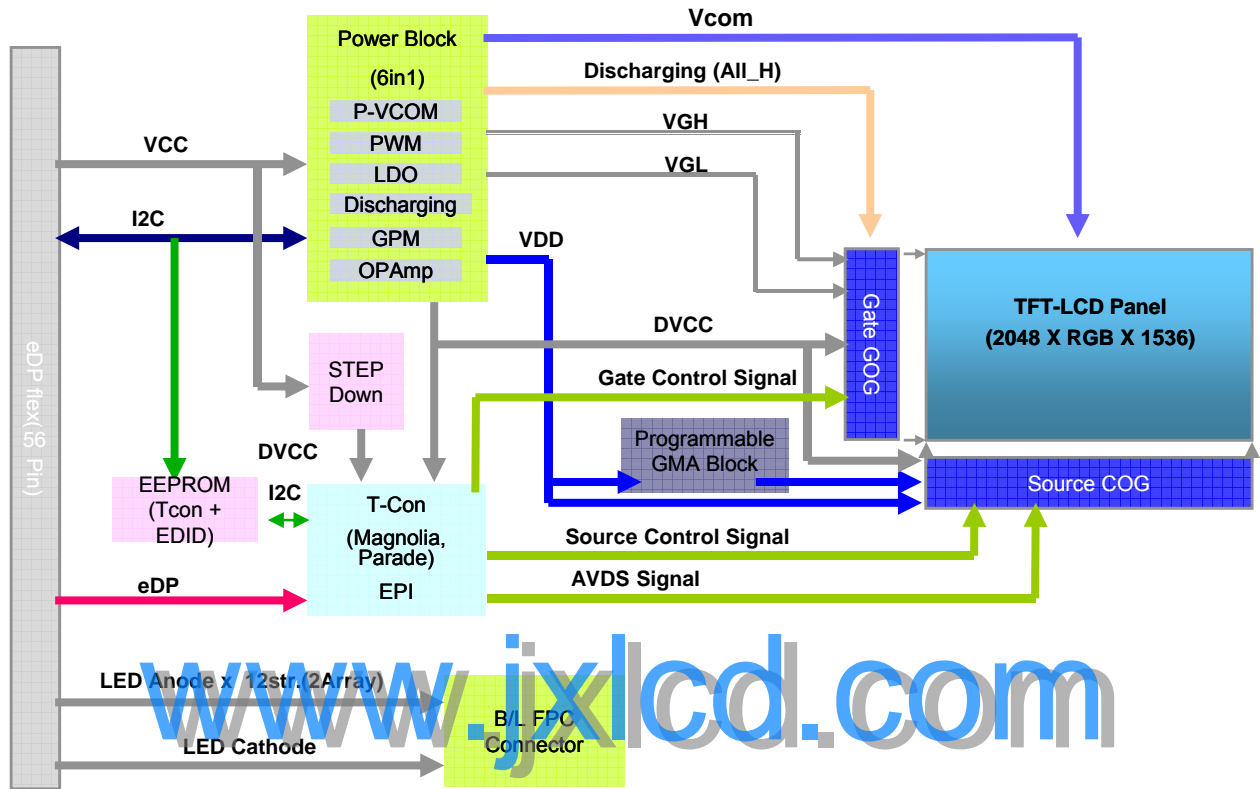 Vcom
Power Block
(6in1)
P-VCOM
PWM
LDO
Discharging
GPM
OPAmp
Discharging (All_H)
VGH
VGL
VCC
I2C
VDD
DVCC
Gate Control Signal
Gate GOG
TFT-LCD Panel
(2048 X RGB X 1536)
eDP flex(56 Pin)
STEP
Down
DVCC
Programmable
GMA Block
Source COG
EEPROM
(Tcon +
EDID)
I2C
T-Con
(Magnolia,
Parade)
EPI
Source Control Signal
AVDS Signal
eDP
LED Anode x 12str.(2Array)
LED Cathode
B/L FPC
Connector
www.jxlcd.com